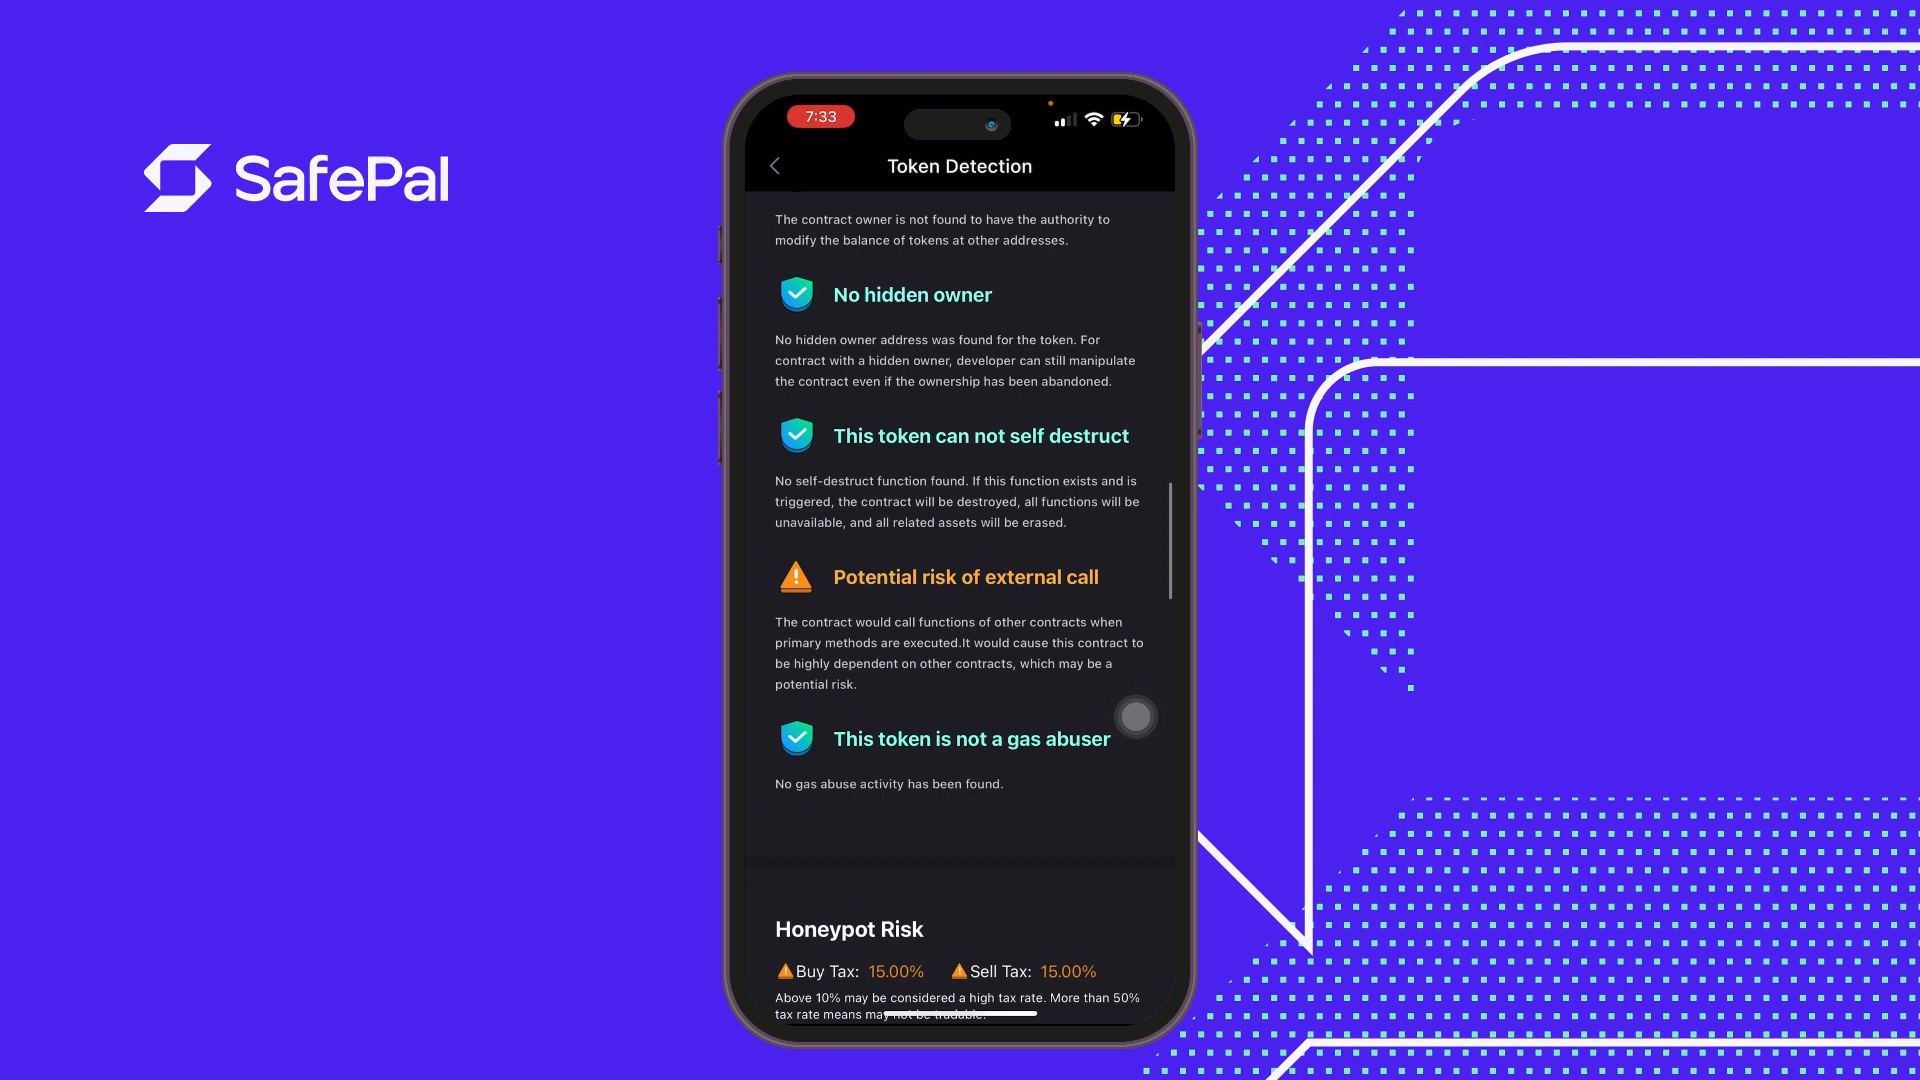 SafePal
7:33
Token Detection
The contract owner is not found to have the authority to
modify the balance of tokens at other addresses.
No hidden owner
No hidden owner address was found for the token. For
contract with a hidden owner, developer can still manipulate
the contract even if the ownership has been abandoned.
This token can not self destruct
No self-destruct function found. If this function exists and is
triggered, the contract will be destroyed, all functions will be
unavailable, and all related assets will be erased.
Potential risk of external call
The contract would call functions of other contracts when
primary methods are executed.It would cause this contract to
be highly dependent on other contracts, which may be a
potential risk.
This token is not a gas abuser
No gas abuse activity has been found.
Honeypot Risk
Buy Tax: 15.00% Sell Tax: 15.00%
Above 10% may be considered a high tax rate. More than 50%
tax rate means may not be tradable.